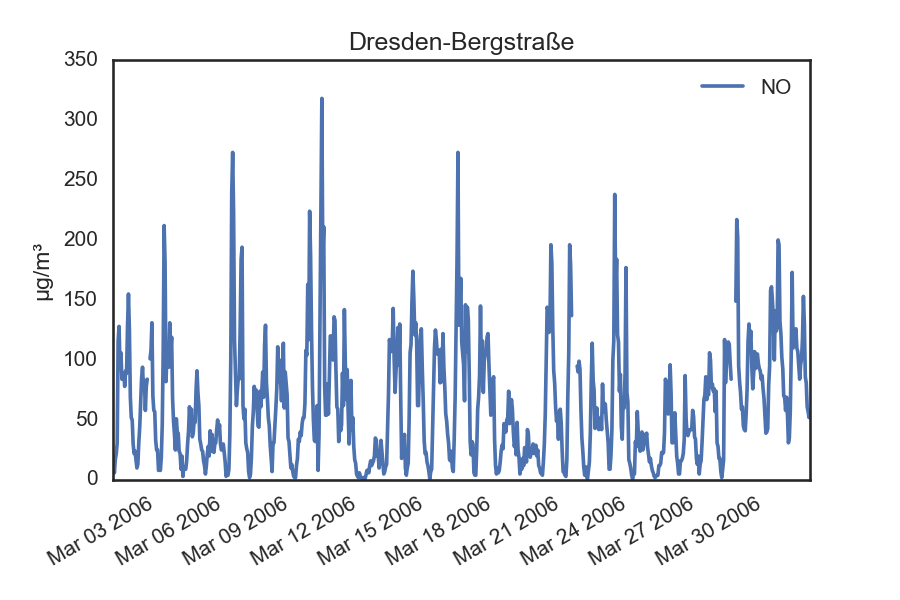 Dresden-Bergstraße
350
300
250
200
150
100
50
0
µg/m³
NO
Mar 03 2006
Mar 06 2006
Mar 09 2006
Mar 12 2006
Mar 15 2006
Mar 18 2006
Mar 21 2006
Mar 24 2006
Mar 27 2006
Mar 30 2006